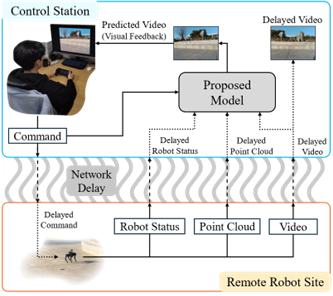 Control Station
Predicted Video
(Visual Feedback)
Delayed Video
Proposed
Model
Command
Delayed
Robot Status
Delayed
Point Cloud
Delayed
Video
Network
Delay
Delayed
Command
Robot Status
Point Cloud
Video
Remote Robot Site